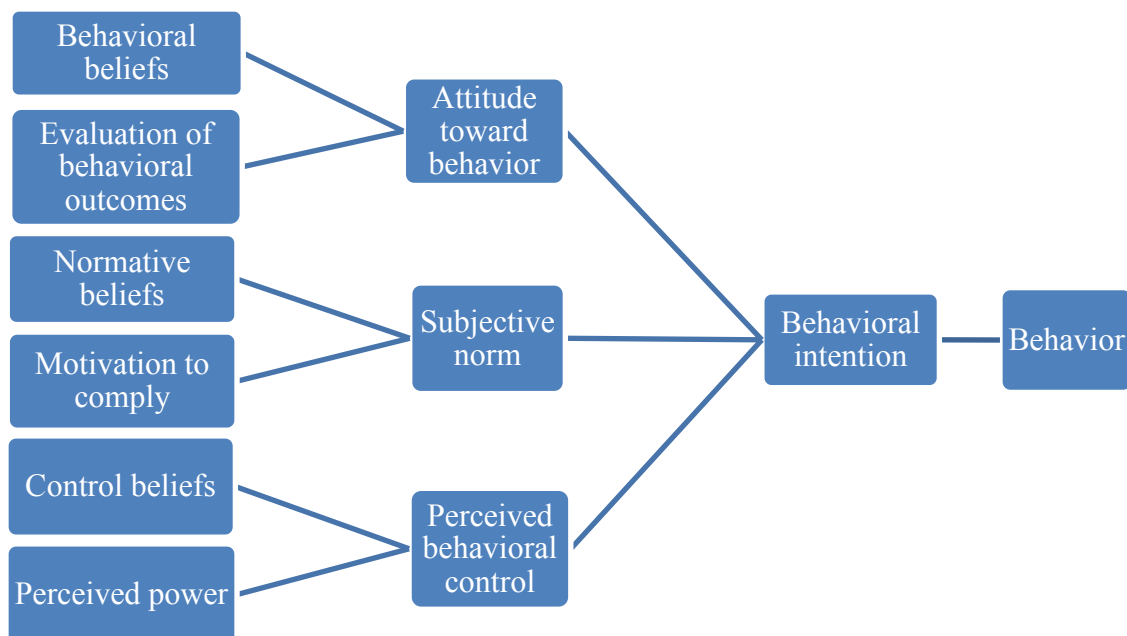 Behavioral
beliefs
Evaluation of
behavioral
outcomes
Normative
beliefs
Motivation to
comply
Control beliefs
Perceived power
Attitude
toward
behavior
Subjective
norm
Perceived
behavioral
control
Behavioral
intention
Behavior